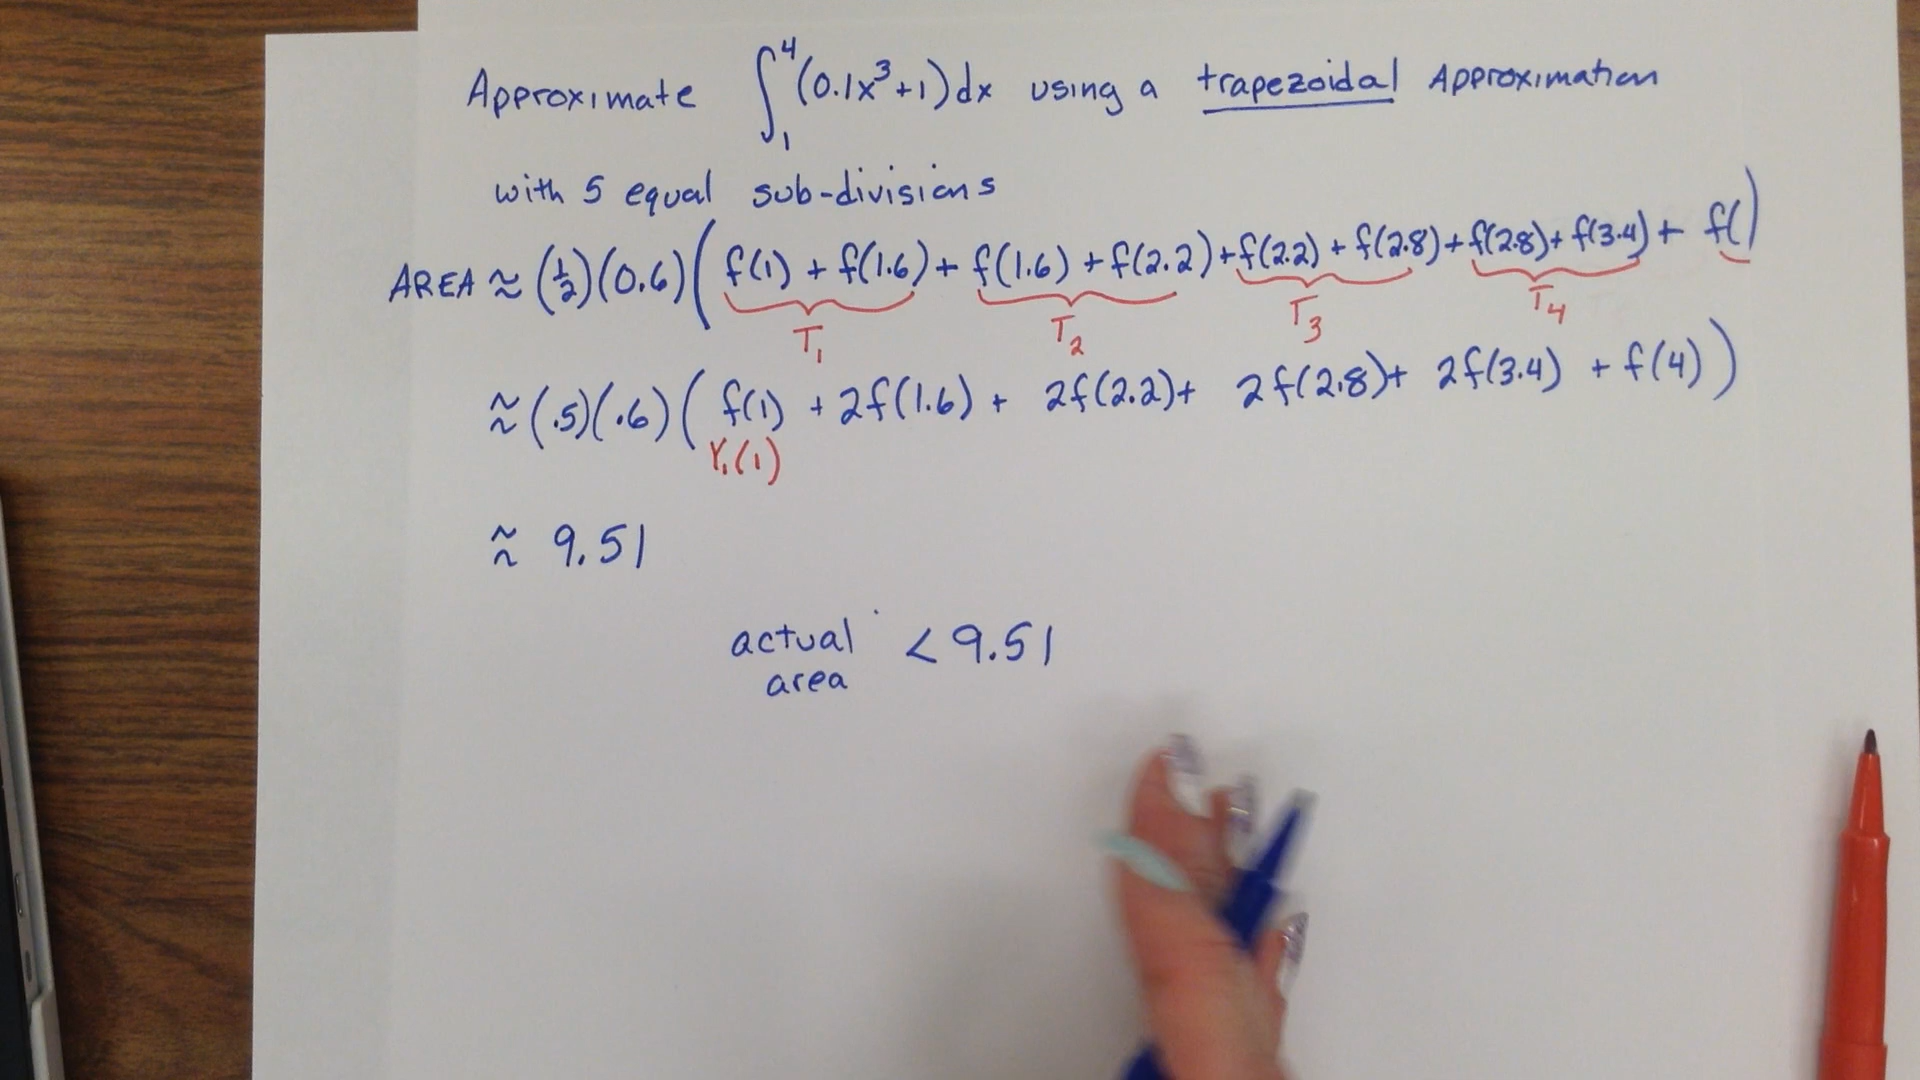 Approximate ∫₁⁴ (0.1x³+1)dx using a trapezoidal Approximation
with 5 equal sub-divisions
AREA ≈ (1/2)(0.6)( f(1) + f(1.6) + f(1.6) + f(2.2) + f(2.2) + f(2.8) + f(2.8) + f(3.4) + f( )
T₁ T₂ T₃ T₄
≈ (.5)(.6)( f(1) + 2f(1.6) + 2f(2.2) + 2f(2.8) + 2f(3.4) + f(4) )
Y₁(1)
≈ 9.51
actual < 9.51
area